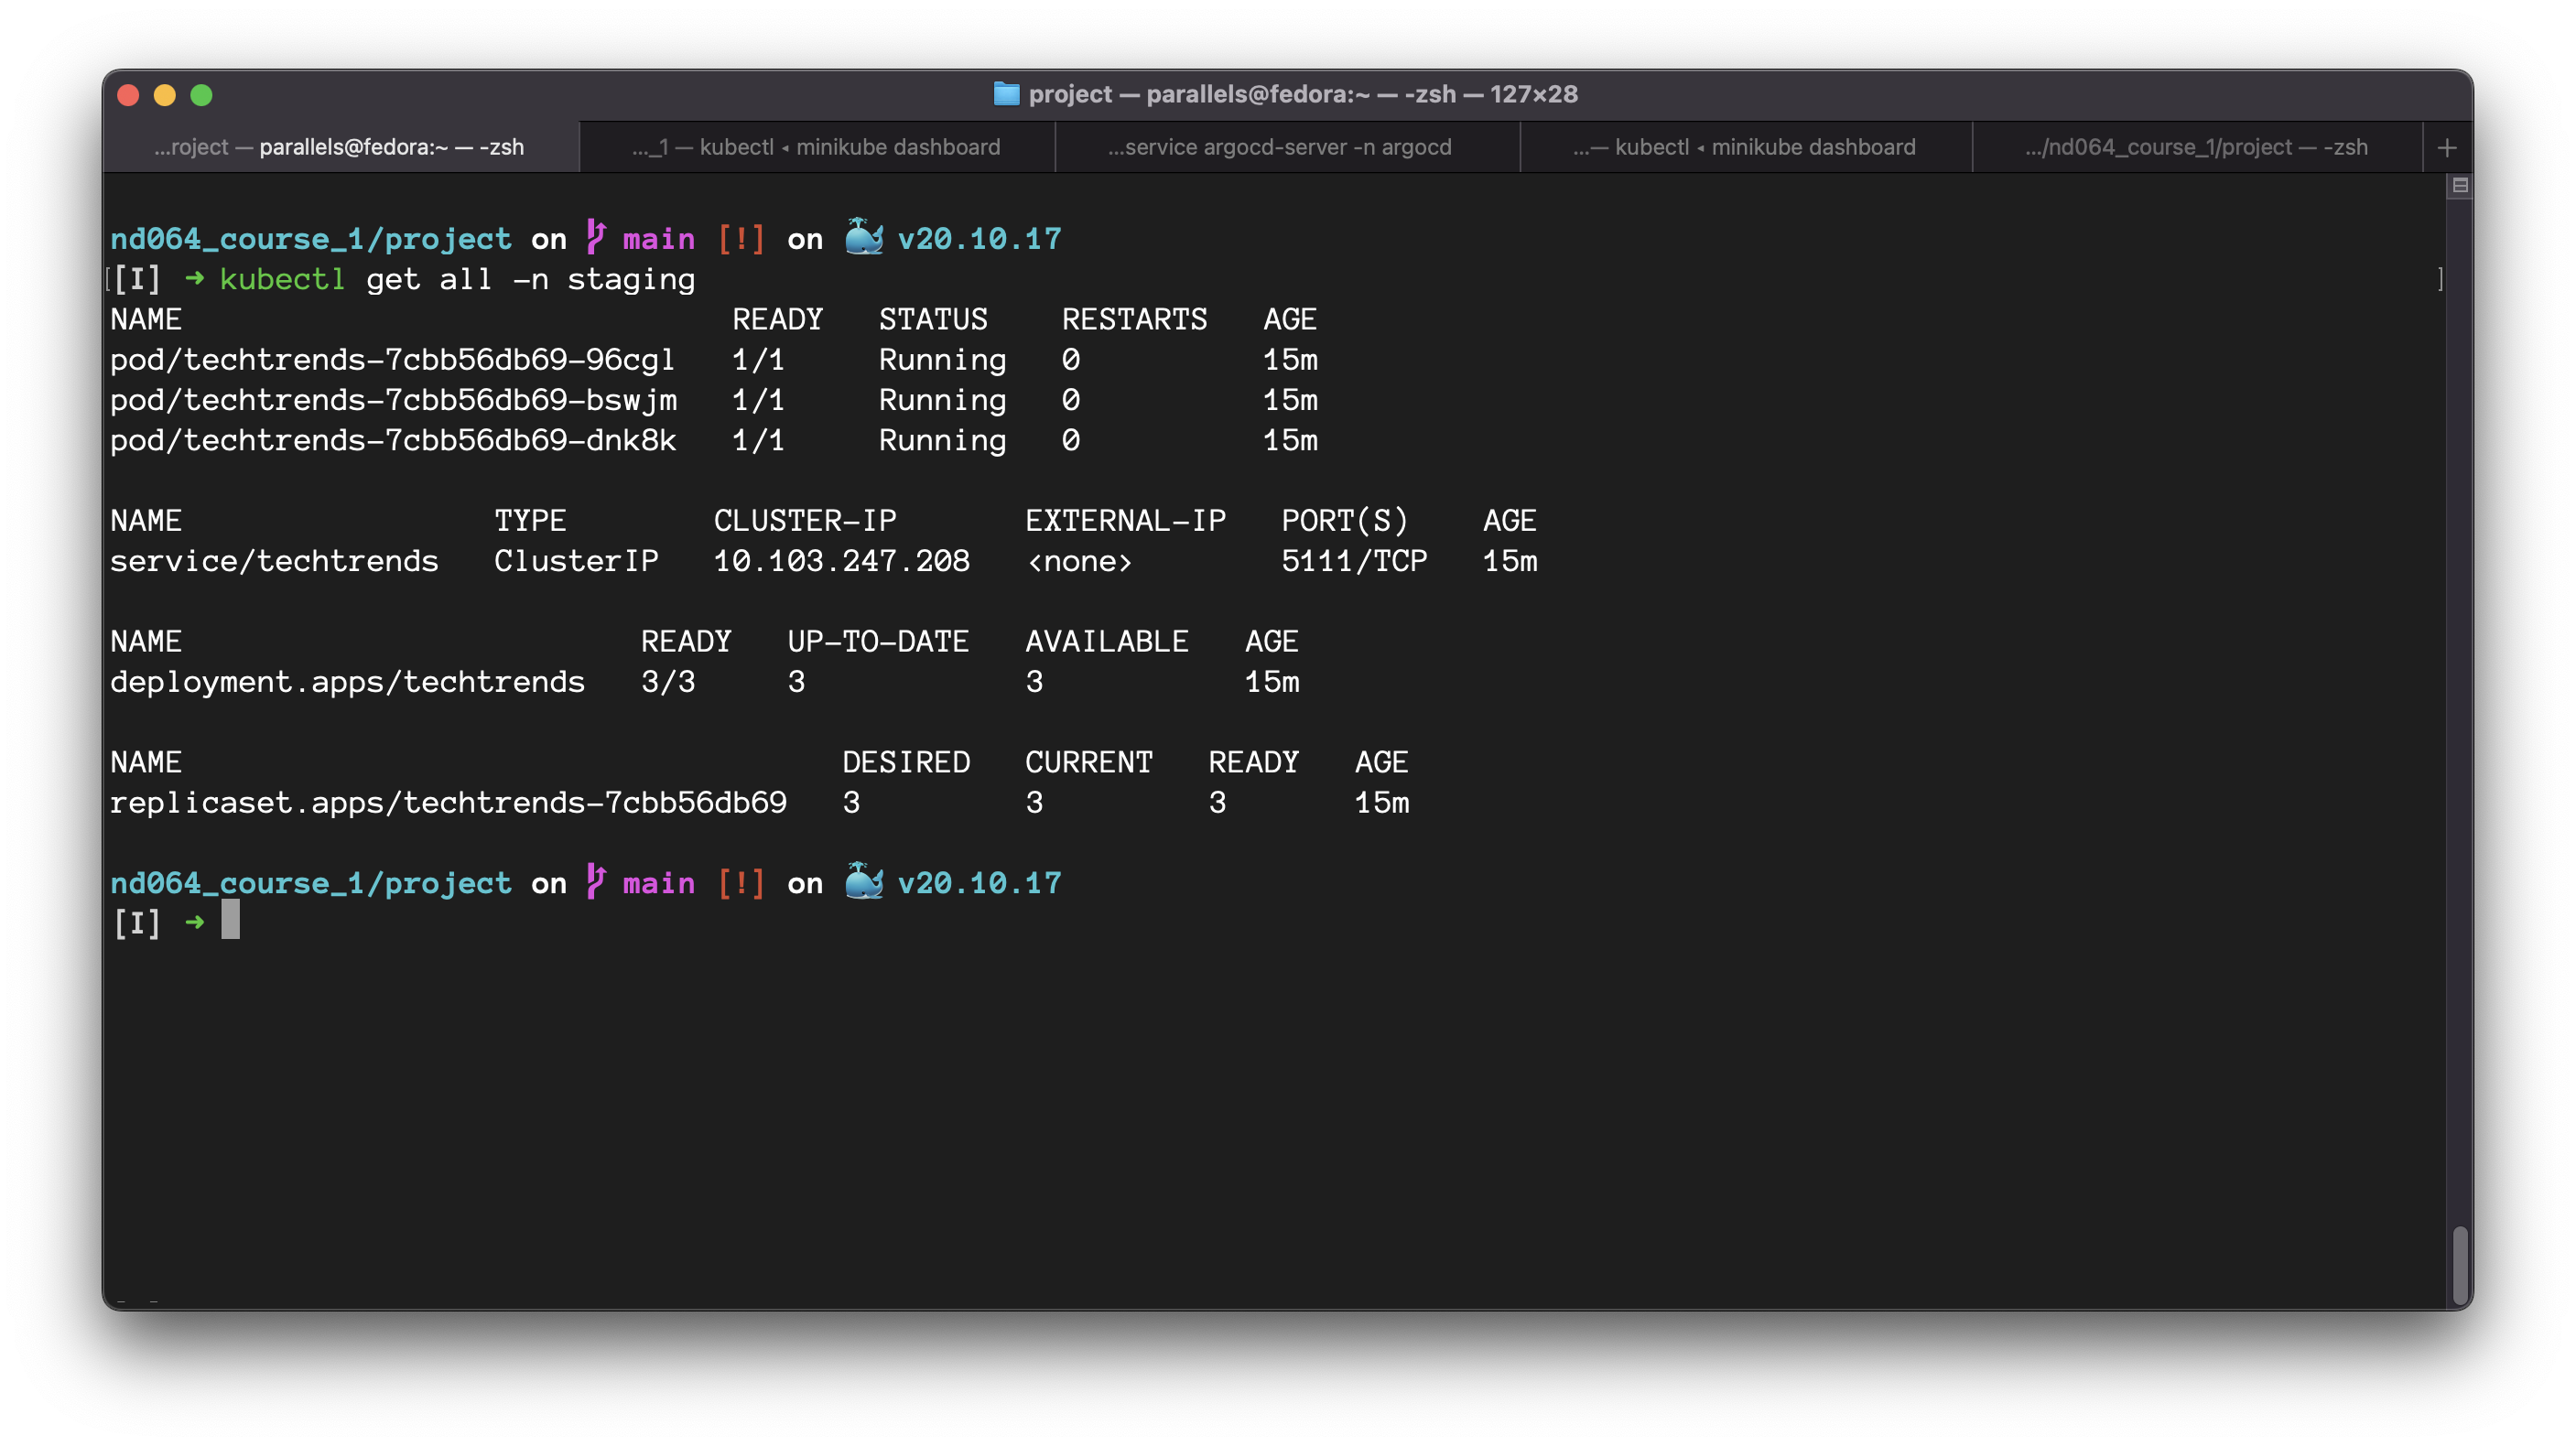 project — parallels@fedora:~ — -zsh — 127×28
...roject — parallels@fedora:~ — -zsh
..._1 — kubectl ◂ minikube dashboard
...service argocd-server -n argocd
...— kubectl ◂ minikube dashboard
.../nd064_course_1/project — -zsh
nd064_course_1/project on main [!] on 🐳 v20.10.17
[[I] ➜ kubectl get all -n staging ]
NAME READY STATUS RESTARTS AGE
pod/techtrends-7cbb56db69-96cgl 1/1 Running 0 15m
pod/techtrends-7cbb56db69-bswjm 1/1 Running 0 15m
pod/techtrends-7cbb56db69-dnk8k 1/1 Running 0 15m
NAME TYPE CLUSTER-IP EXTERNAL-IP PORT(S) AGE
service/techtrends ClusterIP 10.103.247.208 <none> 5111/TCP 15m
NAME READY UP-TO-DATE AVAILABLE AGE
deployment.apps/techtrends 3/3 3 3 15m
NAME DESIRED CURRENT READY AGE
replicaset.apps/techtrends-7cbb56db69 3 3 3 15m
nd064_course_1/project on main [!] on 🐳 v20.10.17
[I] ➜